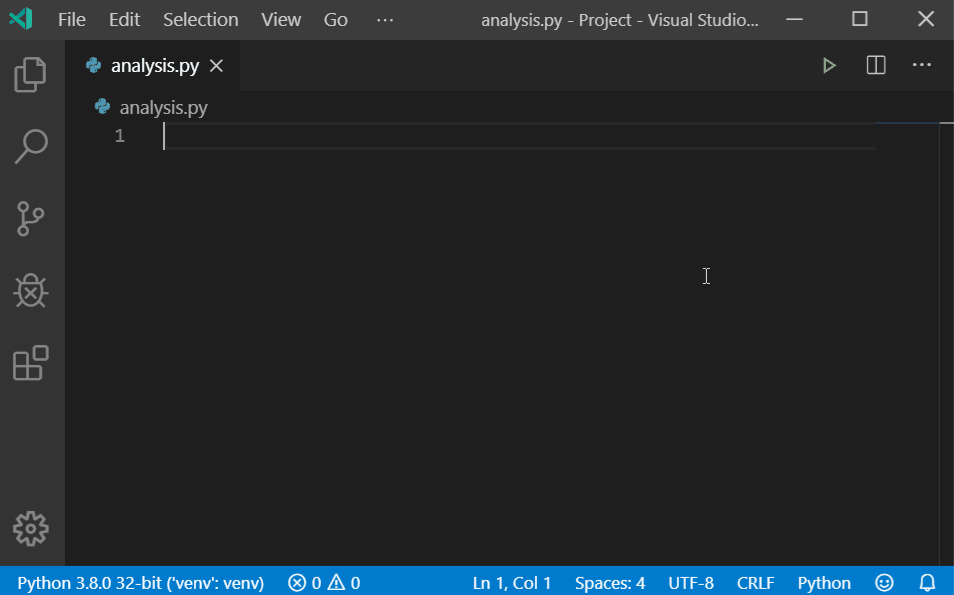 File Edit Selection View Go ··· analysis.py - Project - Visual Studio...
analysis.py
analysis.py
1
Python 3.8.0 32-bit ('venv': venv) 0 0 Ln 1, Col 1 Spaces: 4 UTF-8 CRLF Python